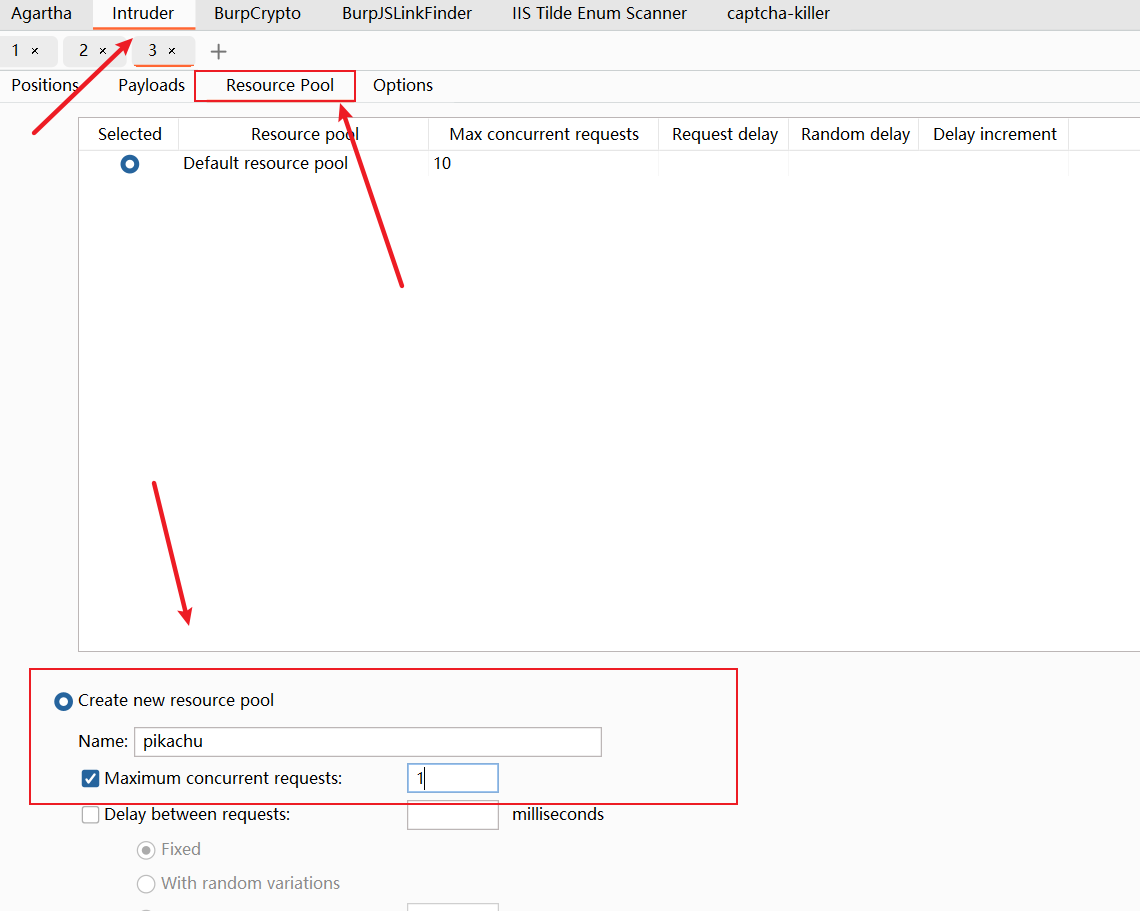 Agartha Intruder BurpCrypto BurpJSLinkFinder IIS Tilde Enum Scanner captcha-killer
1 × 2 × 3 × +
Positions Payloads Resource Pool Options
Selected Resource pool Max concurrent requests Request delay Random delay Delay increment
Default resource pool 10
Create new resource pool
Name: pikachu
Maximum concurrent requests: 1
Delay between requests: milliseconds
Fixed
With random variations